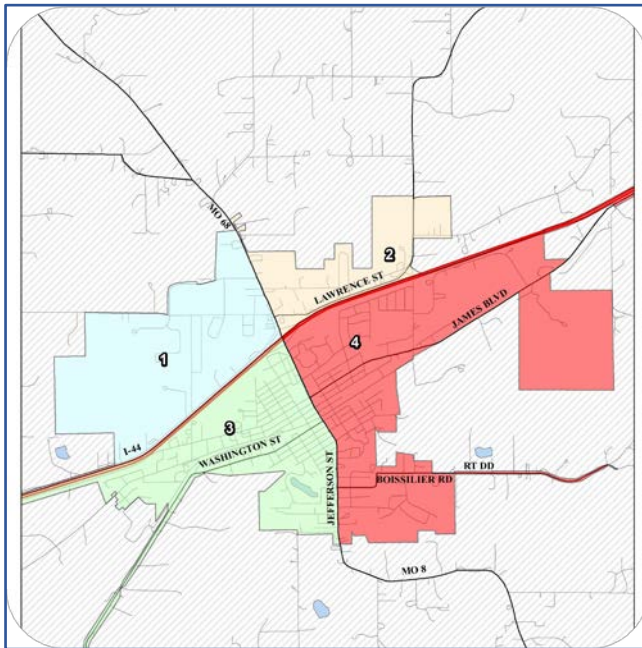 MO 68
2
LAWRENCE ST
JAMES BLVD
4
1
3
I-44
WASHINGTON ST
JEFFERSON ST
RT DD
BOISSILIER RD
MO 8